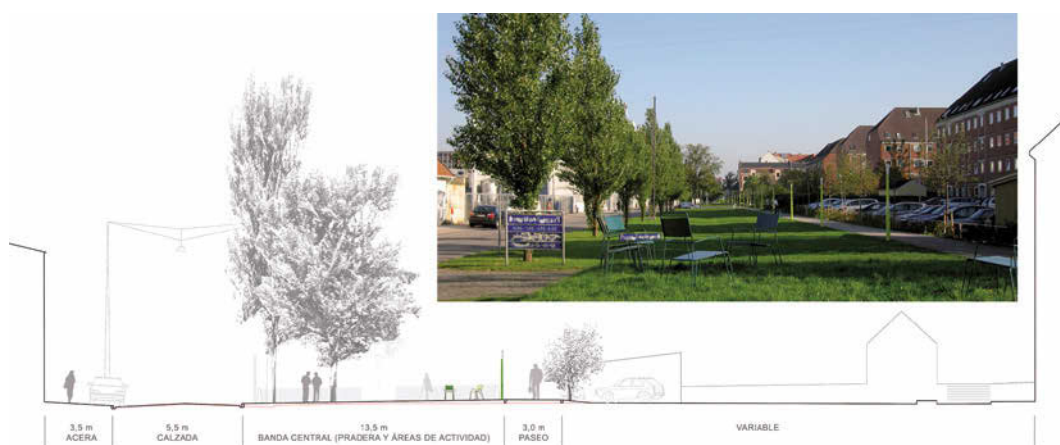 3,5 m
ACERA
5,5 m
CALZADA
13,5 m
BANDA CENTRAL (PRADERA Y ÁREAS DE ACTIVIDAD)
3,0 m
PASEO
VARIABLE